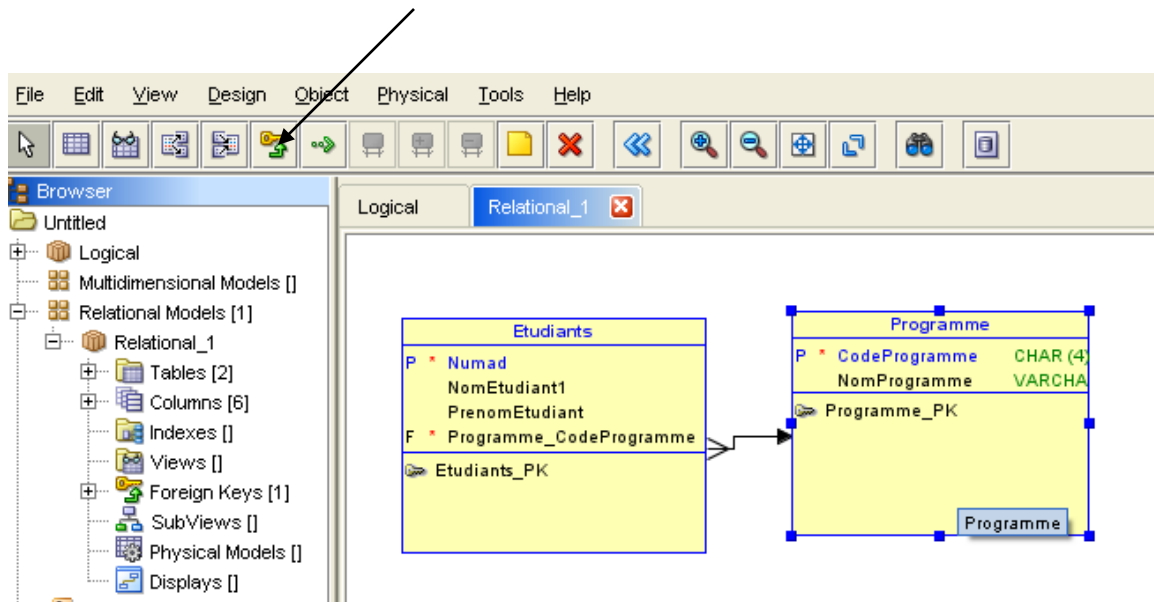 File Edit View Design Object Physical Tools Help
Browser
Untitled
Logical
Multidimensional Models []
Relational Models [1]
Relational_1
Tables [2]
Columns [6]
Indexes []
Views []
Foreign Keys [1]
SubViews []
Physical Models []
Displays []
Logical Relational_1
Etudiants
P * Numad
NomEtudiant1
PrenomEtudiant
F * Programme_CodeProgramme
Etudiants_PK
Programme
P * CodeProgramme CHAR (4)
NomProgramme VARCHA
Programme_PK
Programme